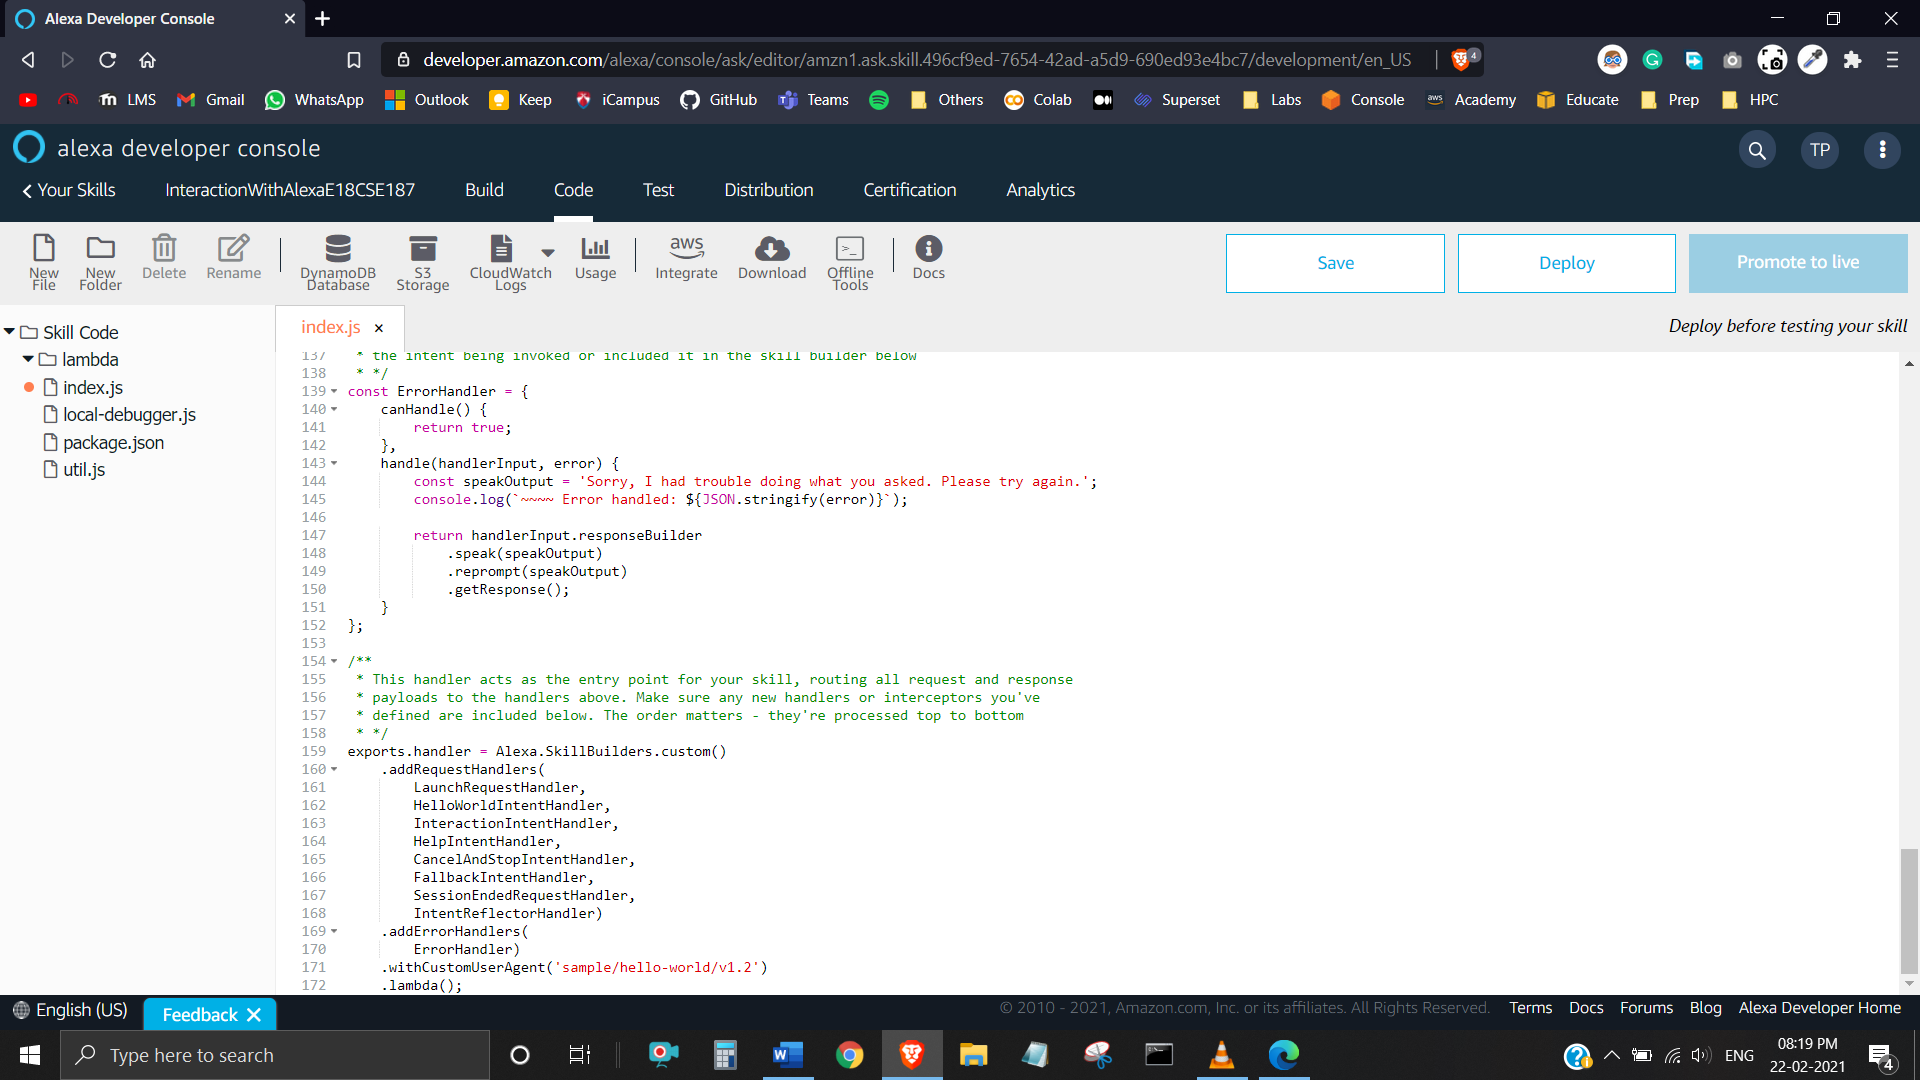 Alexa Developer Console
developer.amazon.com/alexa/console/ask/editor/amzn1.ask.skill.496cf9ed-7654-42ad-a5d9-690ed93e4bc7/development/en_US
4
LMS Gmail WhatsApp Outlook Keep iCampus GitHub Teams Others Colab Superset Labs Console aws Academy Educate Prep HPC
alexa developer console
TP
Your Skills InteractionWithAlexaE18CSE187 Build Code Test Distribution Certification Analytics
New File
New Folder
Delete
Rename
DynamoDB Database
S3 Storage
CloudWatch Logs
Usage
aws Integrate
Download
Offline Tools
Docs
Save
Deploy
Promote to live
Skill Code
lambda
index.js
local-debugger.js
package.json
util.js
index.js ×
Deploy before testing your skill
137 * the intent being invoked or included it in the skill builder below
138 * */
139 const ErrorHandler = {
140 canHandle() {
141 return true;
142 },
143 handle(handlerInput, error) {
144 const speakOutput = 'Sorry, I had trouble doing what you asked. Please try again.';
145 console.log(`~~~~ Error handled: ${JSON.stringify(error)}`);
146
147 return handlerInput.responseBuilder
148 .speak(speakOutput)
149 .reprompt(speakOutput)
150 .getResponse();
151 }
152 };
153
154 /**
155 * This handler acts as the entry point for your skill, routing all request and response
156 * payloads to the handlers above. Make sure any new handlers or interceptors you've
157 * defined are included below. The order matters - they're processed top to bottom
158 * */
159 exports.handler = Alexa.SkillBuilders.custom()
160 .addRequestHandlers(
161 LaunchRequestHandler,
162 HelloWorldIntentHandler,
163 InteractionIntentHandler,
164 HelpIntentHandler,
165 CancelAndStopIntentHandler,
166 FallbackIntentHandler,
167 SessionEndedRequestHandler,
168 IntentReflectorHandler)
169 .addErrorHandlers(
170 ErrorHandler)
171 .withCustomUserAgent('sample/hello-world/v1.2')
172 .lambda();
English (US)
Feedback
© 2010 - 2021, Amazon.com, Inc. or its affiliates. All Rights Reserved. Terms Docs Forums Blog Alexa Developer Home
Type here to search
ENG
08:19 PM
22-02-2021
4